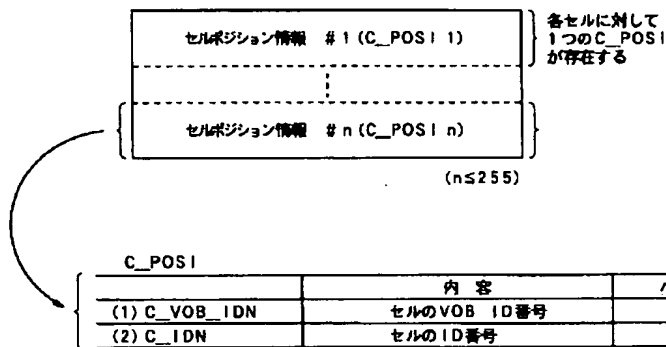 セルポジション情報 #1(C_POSI 1)
各セルに対して
1つのC_POSI
が存在する
セルポジション情報 #n(C_POSI n)
(n≤255)
C_POSI
内 容
(1) C_VOB_IDN セルのVOB ID番号
(2) C_IDN セルのID番号